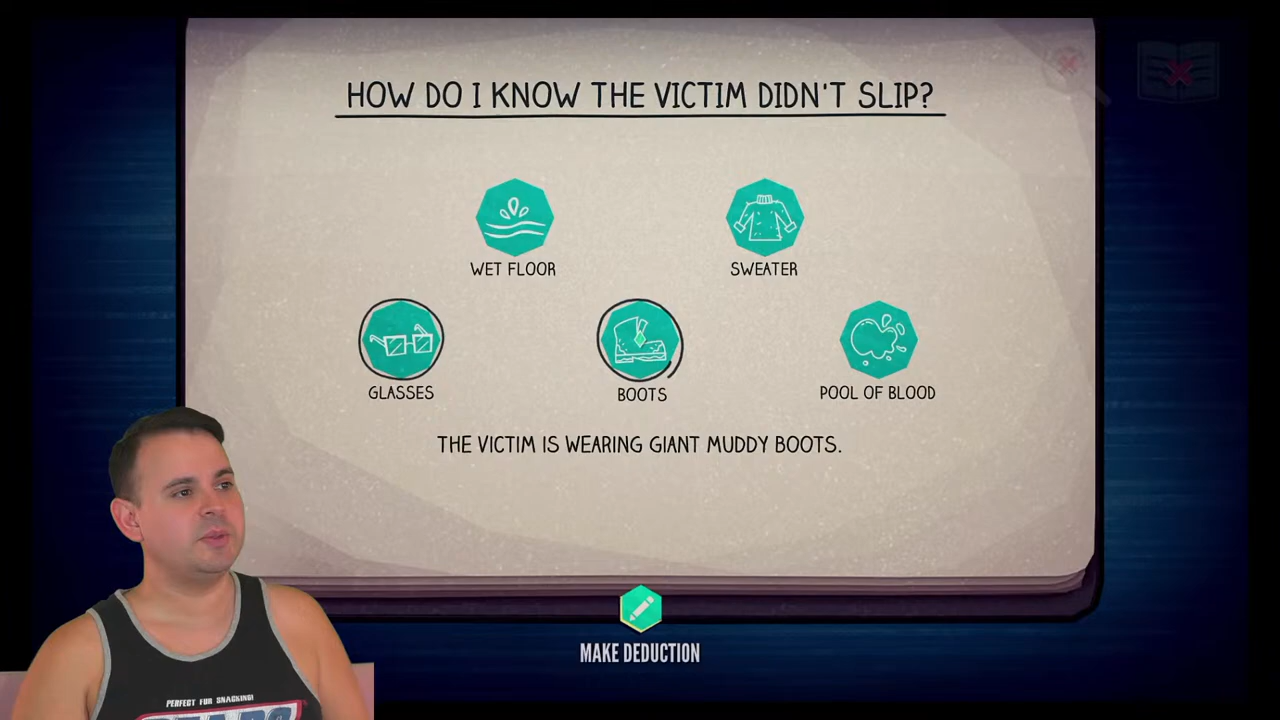 HOW DO I KNOW THE VICTIM DIDN'T SLIP?
WET FLOOR
SWEATER
GLASSES
BOOTS
POOL OF BLOOD
THE VICTIM IS WEARING GIANT MUDDY BOOTS.
MAKE DEDUCTION
PERFECT FOR SNACKING!